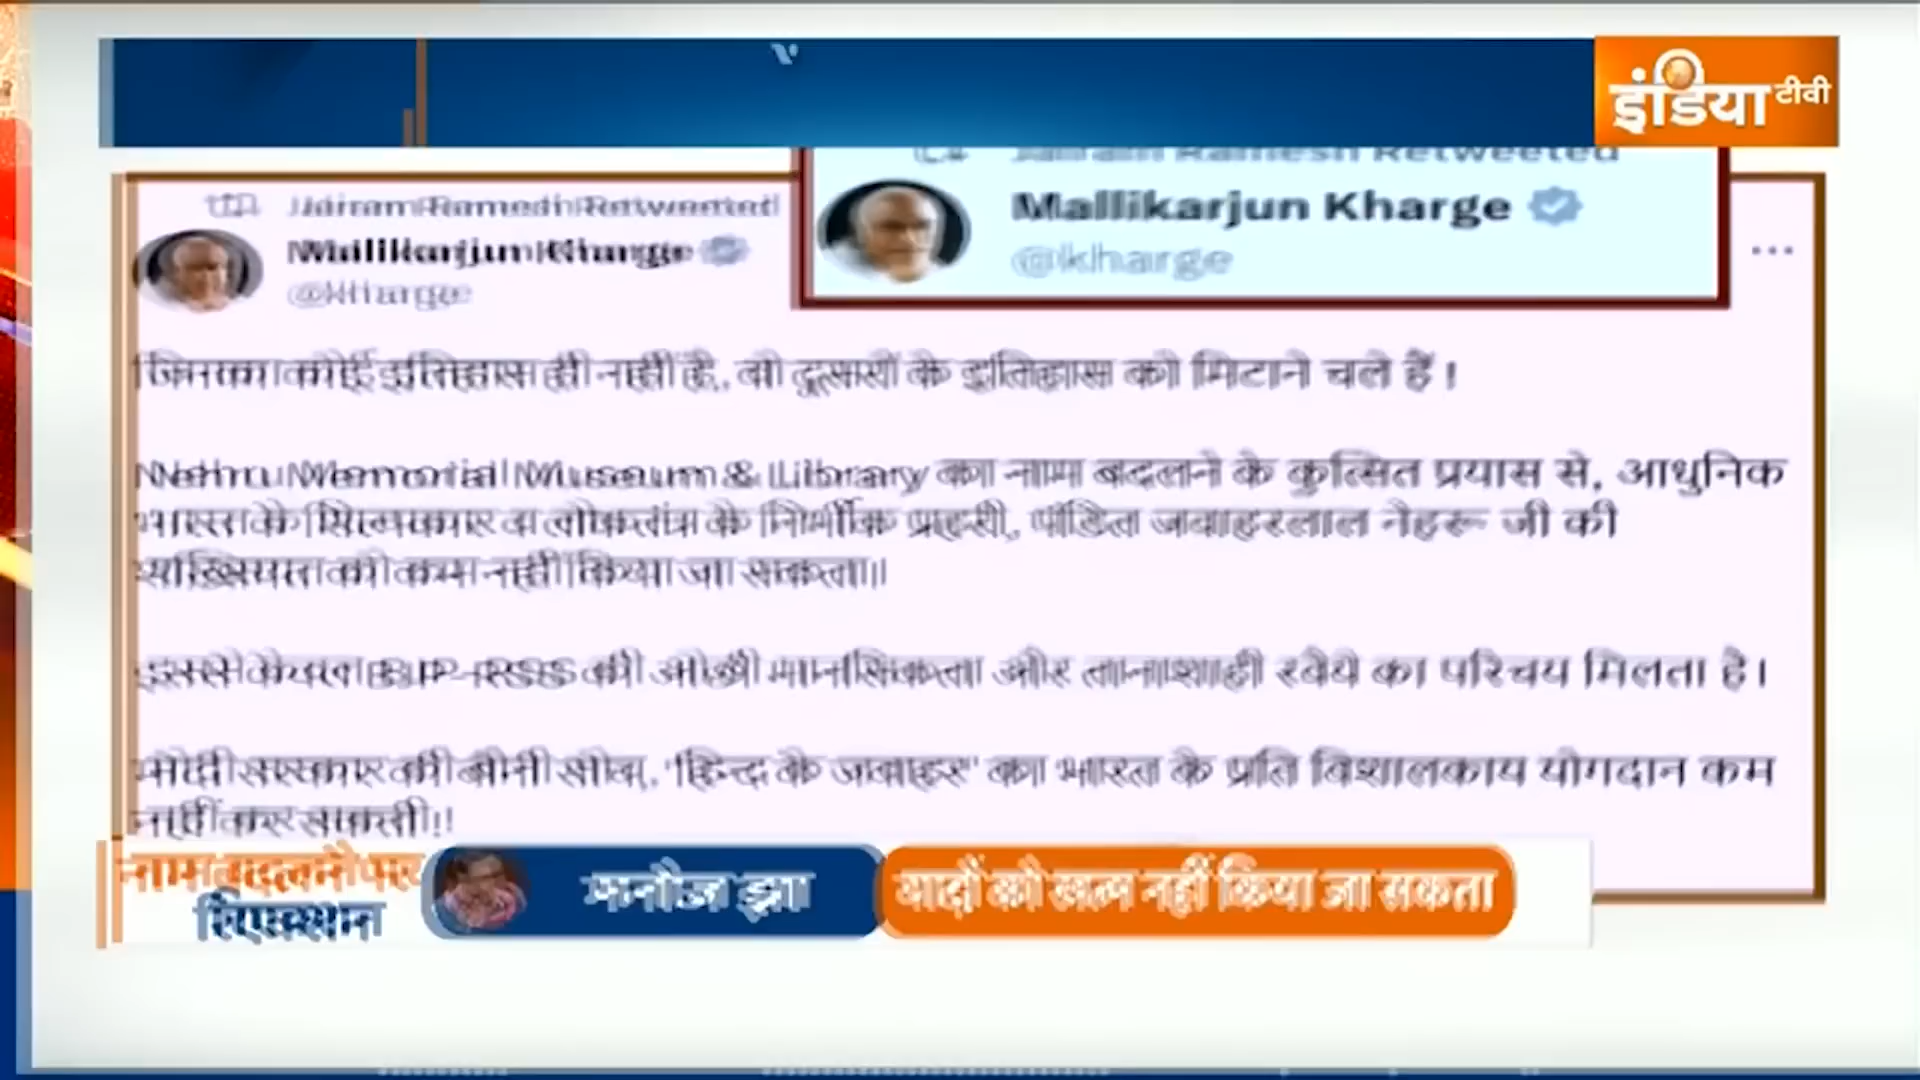 इंडिया टीवी
Jairam Ramesh Retweeted
Mallikarjun Kharge
@kharge
Jairam Ramesh Retweeted
Mallikarjun Kharge
@kharge
जिनका कोई इतिहास ही नहीं है, वो दूसरों के इतिहास को मिटाने चले हैं !
Nehru Memorial Museum & Library का नाम बदलने के कुत्सित प्रयास से, आधुनिक
भारत के शिल्पकार व लोकतंत्र के निर्भीक प्रहरी, पंडित जवाहरलाल नेहरू जी की
शख़्सियत को कम नहीं किया जा सकता।
इससे केवल BJP-RSS की ओछी मानसिकता और तानाशाही रवैये का परिचय मिलता है।
मोदी सरकार की बौनी सोच, 'हिन्द के जवाहर' का भारत के प्रति विशालकाय योगदान कम
नहीं कर सकती !
नाम बदलने पर
रिएक्शन
मनोज झा
यादों को खत्म नहीं किया जा सकता